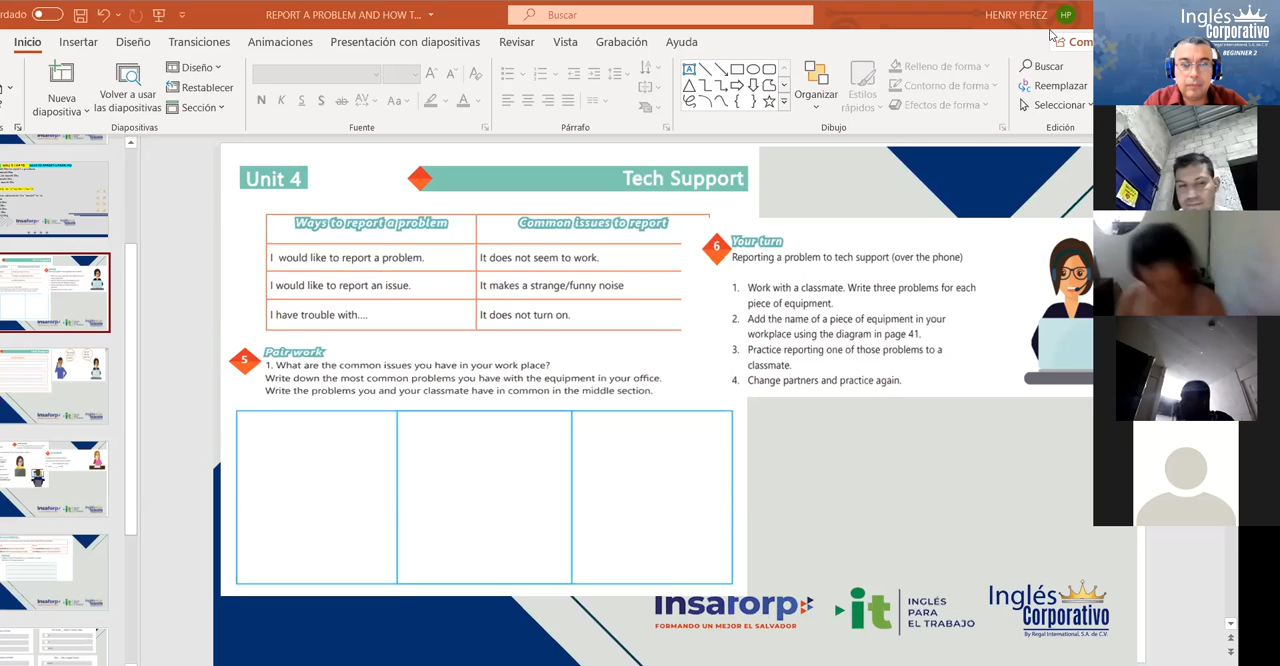 rdado
REPORT A PROBLEM AND HOW T...
Buscar
HENRY PEREZ
HP
Inicio
Insertar
Diseño
Transiciones
Animaciones
Presentación con diapositivas
Revisar
Vista
Grabación
Ayuda
Com
Nueva
diapositiva
Volver a usar
las diapositivas
Diseño
Restablecer
Sección
Diapositivas
N K S S ab AV Aa A
Fuente
Párrafo
Organizar
Estilos
rápidos
Relleno de forma
Contorno de forma
Efectos de forma
Dibujo
Buscar
Reemplazar
Seleccionar
Edición
Inglés
Corporativo
BEGINNER 2
Unit 4
Tech Support
Ways to report a problem
Common issues to report
I would like to report a problem.
It does not seem to work.
I would like to report an issue.
It makes a strange/funny noise
I have trouble with....
It does not turn on.
5
Pair work
1. What are the common issues you have in your work place?
Write down the most common problems you have with the equipment in your office.
Write the problems you and your classmate have in common in the middle section.
6
Your turn
Reporting a problem to tech support (over the phone)
1. Work with a classmate. Write three problems for each
piece of equipment.
2. Add the name of a piece of equipment in your
workplace using the diagram in page 41.
3. Practice reporting one of those problems to a
classmate.
4. Change partners and practice again.
insaforp
FORMANDO UN MEJOR EL SALVADOR
it
INGLÉS
PARA
EL TRABAJO
Inglés
Corporativo
By Regal International, S.A. de C.V.